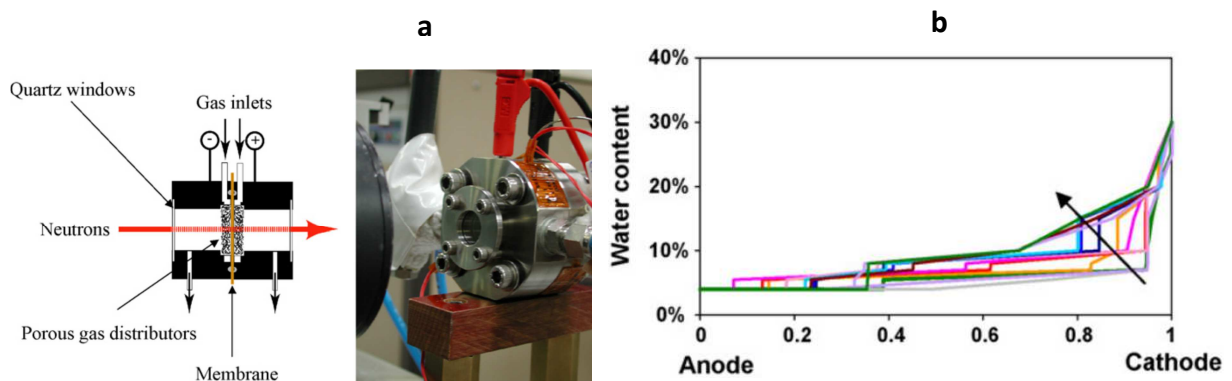 a
Quartz windows
Gas inlets
-
+
Neutrons
Porous gas distributors
Membrane
b
Water content
40%
30%
20%
10%
0%
0
0.2
0.4
0.6
0.8
1
Anode
Cathode